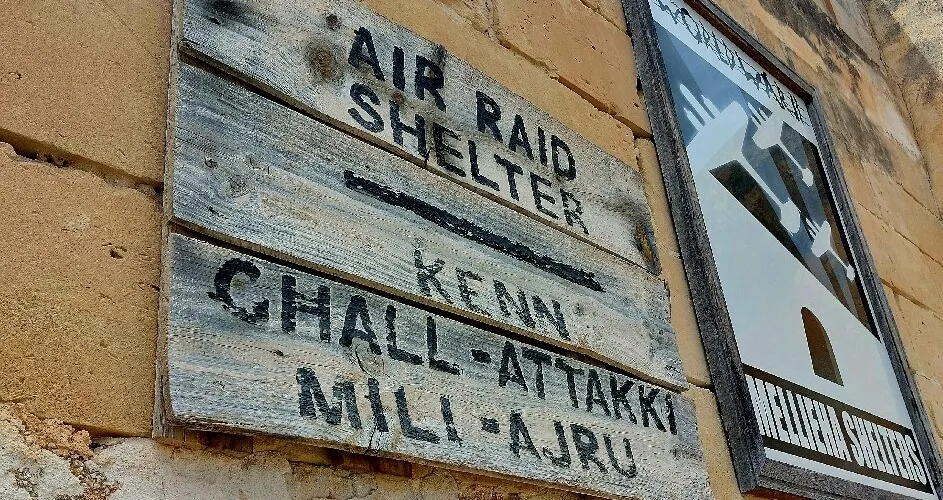 AIR RAID
SHELTER
KENN
GHALL-ATTAKKI
MILL-AJRU
WORLD WAR II
MELLIEHA SHELTERS